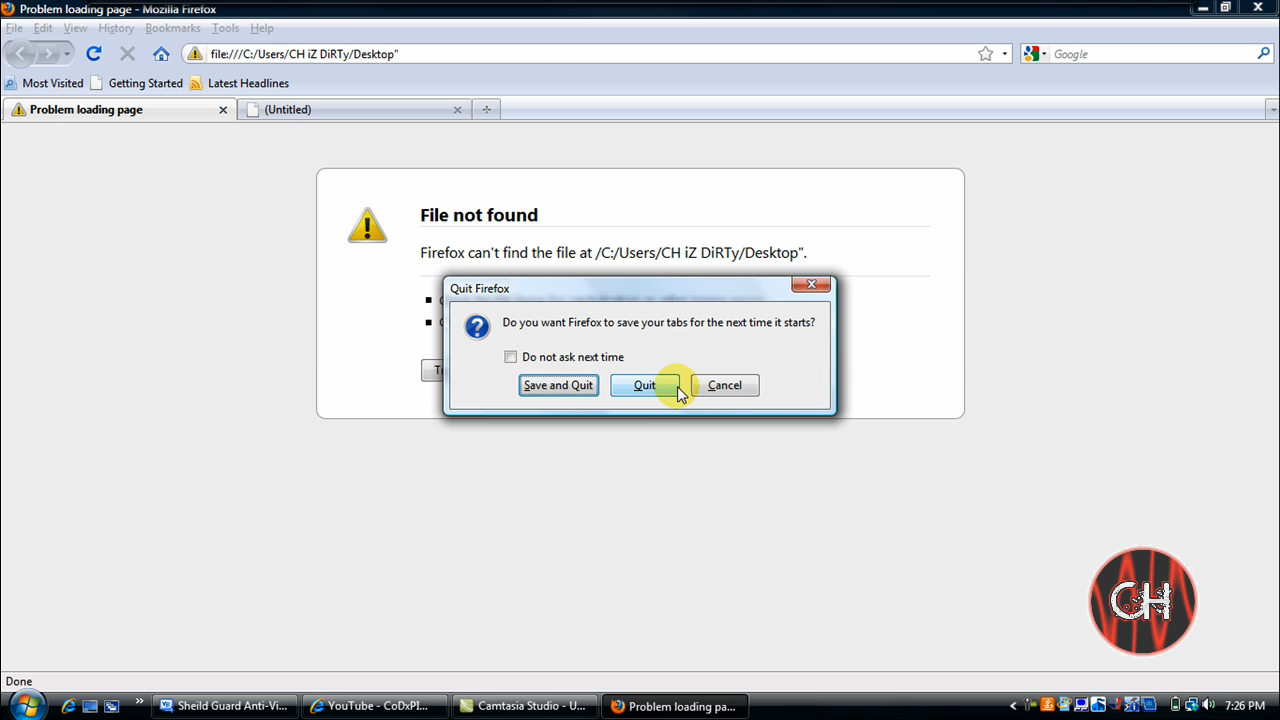 Problem loading page - Mozilla Firefox
File Edit View History Bookmarks Tools Help
file:///C:/Users/CH iZ DiRTy/Desktop"
Google
Most Visited Getting Started Latest Headlines
Problem loading page (Untitled)
File not found
Firefox can't find the file at /C:/Users/CH iZ DiRTy/Desktop".
Quit Firefox
Do you want Firefox to save your tabs for the next time it starts?
Do not ask next time
Save and Quit Quit Cancel
CH
Done
Sheild Guard Anti-Vi... YouTube - CoDxPI... Camtasia Studio - U... Problem loading pa... 7:26 PM